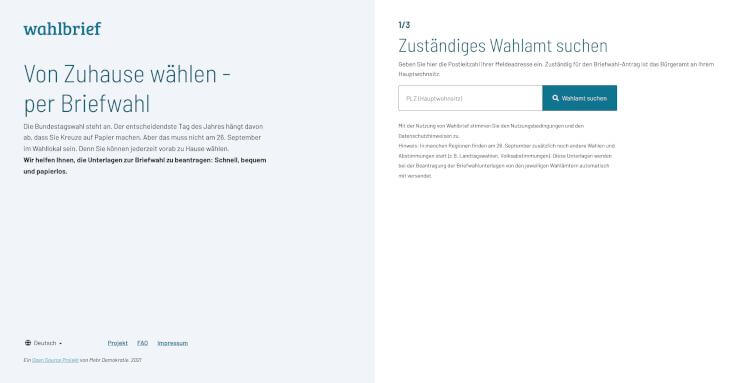 wahlbrief
Von Zuhause wählen -
per Briefwahl
Die Bundestagswahl steht an. Der entscheidendste Tag des Jahres hängt davon
ab, dass Sie Kreuze auf Papier machen. Aber das muss nicht am 26. September
im Wahllokal sein. Denn Sie können jederzeit vorab zu Hause wählen.
Wir helfen Ihnen, die Unterlagen zur Briefwahl zu beantragen: Schnell, bequem
und papierlos.
Deutsch
Projekt FAQ Impressum
Ein Open Source Projekt von Mehr Demokratie. 2021
1/3
Zuständiges Wahlamt suchen
Geben Sie hier die Postleitzahl Ihrer Meldeadresse ein. Zuständig für den Briefwahl-Antrag ist das Bürgeramt an Ihrem
Hauptwohnsitz.
PLZ (Hauptwohnsitz)
Wahlamt suchen
Mit der Nutzung von Wahlbrief stimmen Sie den Nutzungsbedingungen und den
Datenschutzhinweisen zu.
Hinweis: In manchen Regionen finden am 26. September zusätzlich noch andere Wahlen und
Abstimmungen statt (z. B. Landtagswahlen, Volksabstimmungen). Diese Unterlagen werden
bei der Beantragung der Briefwahlunterlagen von den jeweiligen Wahlämtern automatisch
mit versendet.